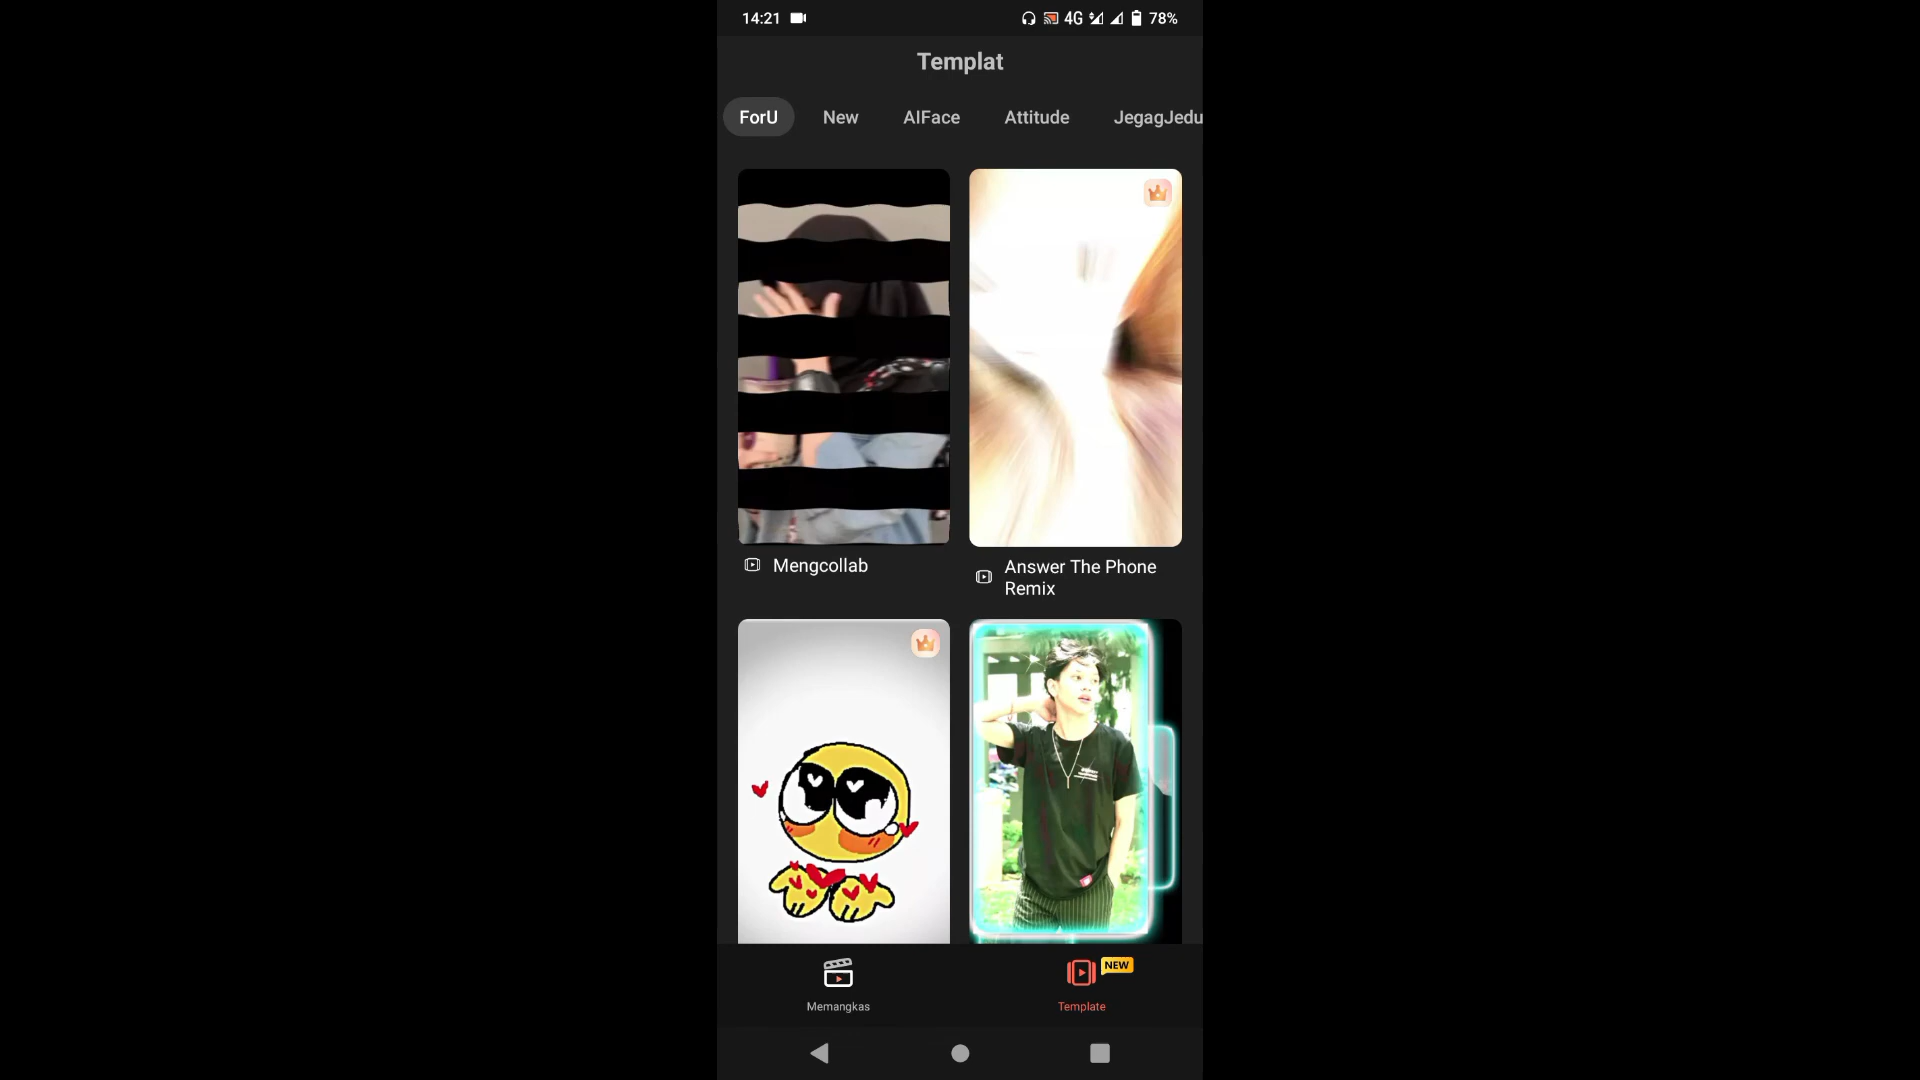 14:21
4G
78%
Templat
ForU
New
AIFace
Attitude
JegagJedu
Mengcollab
Answer The Phone
Remix
NEW
Memangkas
Template